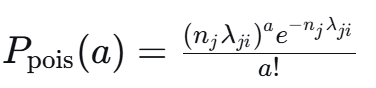 P_pois(a) = (n_j λ_ji)^a e^{-n_j λ_ji} / a!